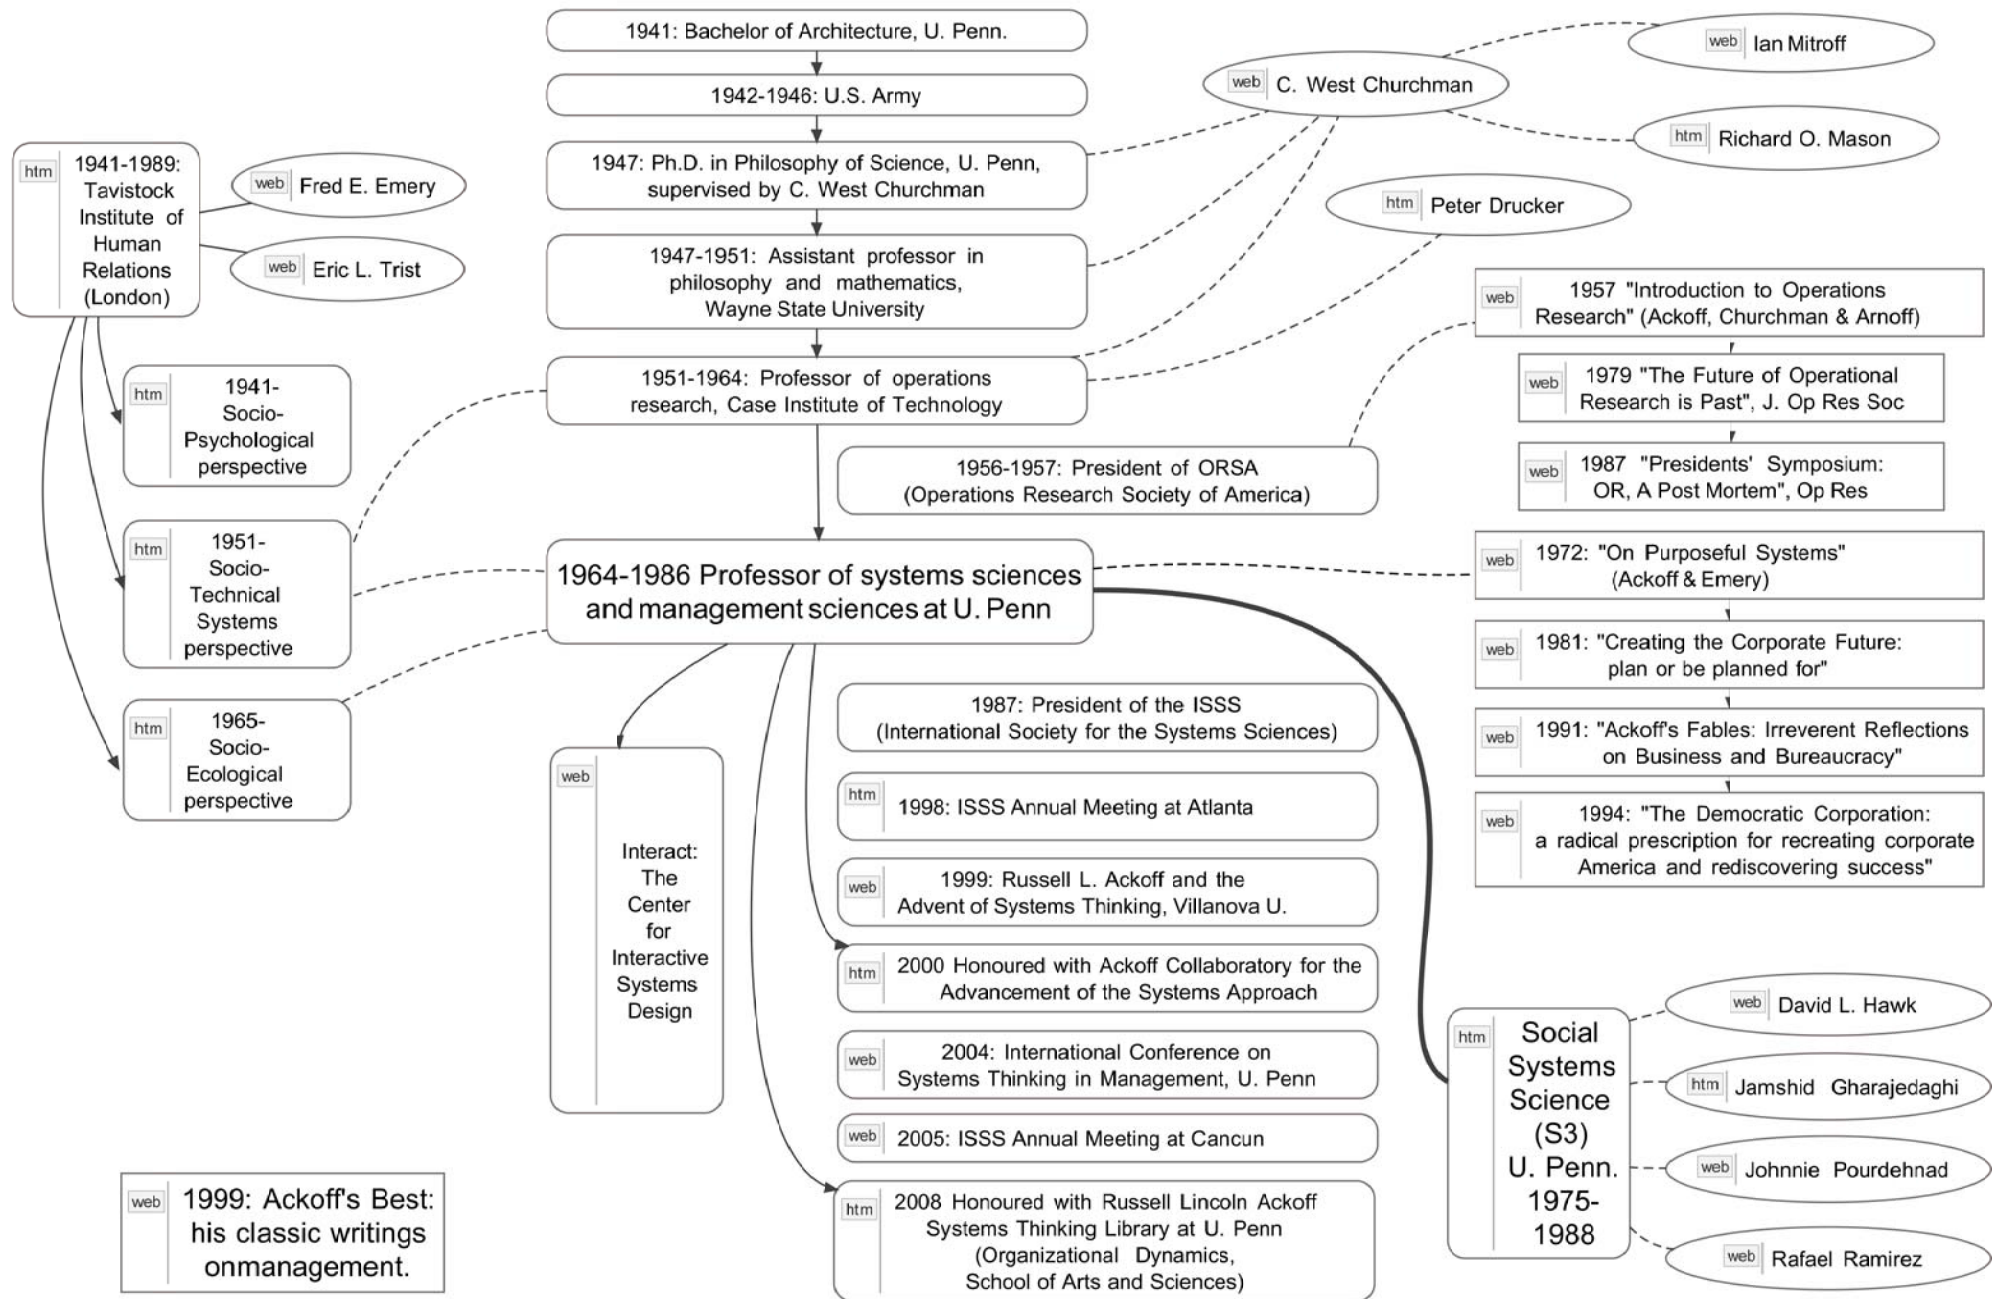 1941: Bachelor of Architecture, U. Penn.
1942-1946: U.S. Army
1947: Ph.D. in Philosophy of Science, U. Penn,
supervised by C. West Churchman
1947-1951: Assistant professor in
philosophy and mathematics,
Wayne State University
1951-1964: Professor of operations
research, Case Institute of Technology
1956-1957: President of ORSA
(Operations Research Society of America)
1964-1986 Professor of systems sciences
and management sciences at U. Penn
web C. West Churchman
web Ian Mitroff
htm Richard O. Mason
htm Peter Drucker
htm 1941-1989:
Tavistock
Institute of
Human
Relations
(London)
web Fred E. Emery
web Eric L. Trist
htm 1941-
Socio-
Psychological
perspective
htm 1951-
Socio-
Technical
Systems
perspective
htm 1965-
Socio-
Ecological
perspective
web 1957 "Introduction to Operations
Research" (Ackoff, Churchman & Arnoff)
web 1979 "The Future of Operational
Research is Past", J. Op Res Soc
web 1987 "Presidents' Symposium:
OR, A Post Mortem", Op Res
web 1972: "On Purposeful Systems"
(Ackoff & Emery)
web 1981: "Creating the Corporate Future:
plan or be planned for"
web 1991: "Ackoff's Fables: Irreverent Reflections
on Business and Bureaucracy"
web 1994: "The Democratic Corporation:
a radical prescription for recreating corporate
America and rediscovering success"
web Interact:
The
Center
for
Interactive
Systems
Design
1987: President of the ISSS
(International Society for the Systems Sciences)
htm 1998: ISSS Annual Meeting at Atlanta
web 1999: Russell L. Ackoff and the
Advent of Systems Thinking, Villanova U.
htm 2000 Honoured with Ackoff Collaboratory for the
Advancement of the Systems Approach
web 2004: International Conference on
Systems Thinking in Management, U. Penn
web 2005: ISSS Annual Meeting at Cancun
htm 2008 Honoured with Russell Lincoln Ackoff
Systems Thinking Library at U. Penn
(Organizational Dynamics,
School of Arts and Sciences)
htm Social
Systems
Science
(S3)
U. Penn.
1975-
1988
web David L. Hawk
htm Jamshid Gharajedaghi
web Johnnie Pourdehnad
web Rafael Ramirez
web 1999: Ackoff's Best:
his classic writings
onmanagement.